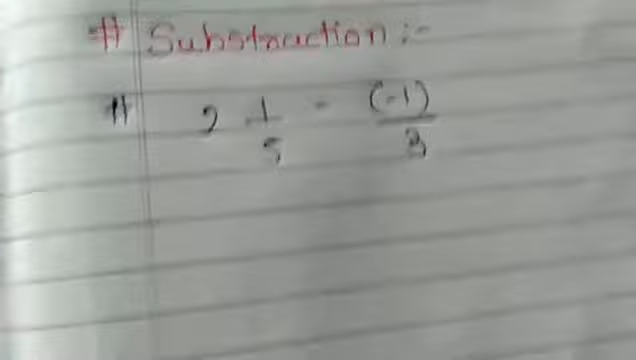 # Substraction :-
# 2 1/5 - (-1)/3